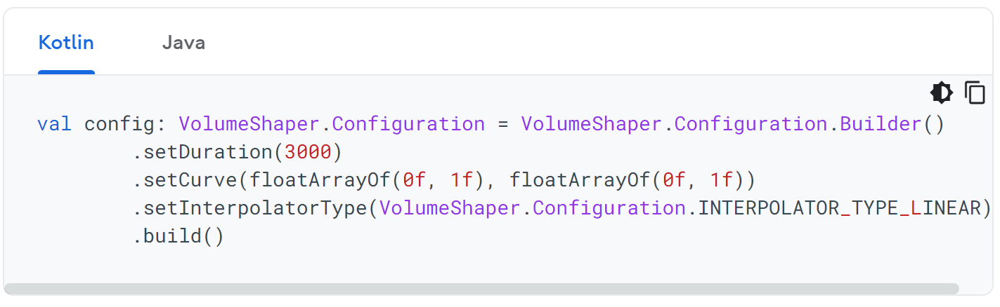 Kotlin Java
val config: VolumeShaper.Configuration = VolumeShaper.Configuration.Builder()
        .setDuration(3000)
        .setCurve(floatArrayOf(0f, 1f), floatArrayOf(0f, 1f))
        .setInterpolatorType(VolumeShaper.Configuration.INTERPOLATOR_TYPE_LINEAR)
        .build()